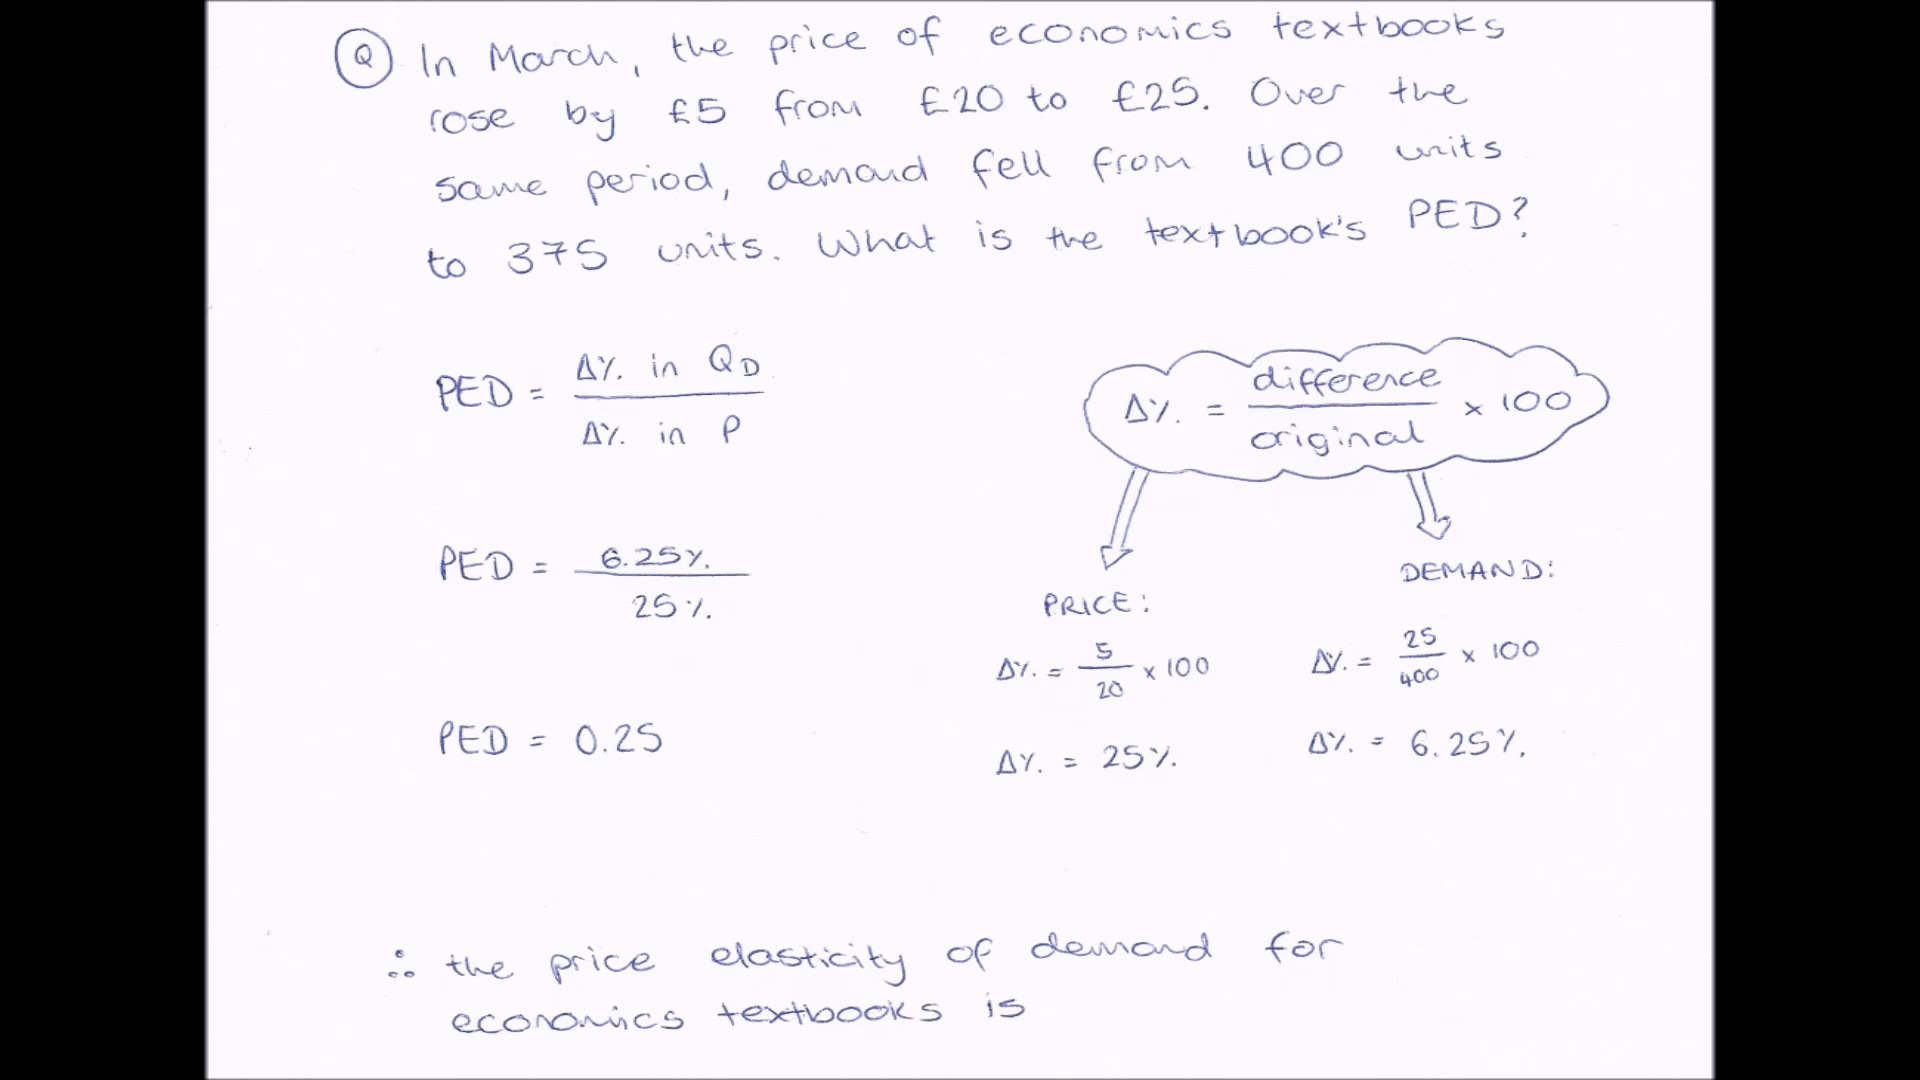 Q In March, the price of economics textbooks
rose by £5 from £20 to £25. Over the
same period, demand fell from 400 units
to 375 units. What is the textbook's PED?
PED = Δ%. in QD / Δ%. in P
Δ%. = difference / original × 100
PED = 6.25%. / 25%.
PED = 0.25
PRICE:
Δ%. = 5/20 × 100
Δ%. = 25%.
DEMAND:
Δ%. = 25/400 × 100
Δ%. = 6.25%.
∴ the price elasticity of demand for
economics textbooks is